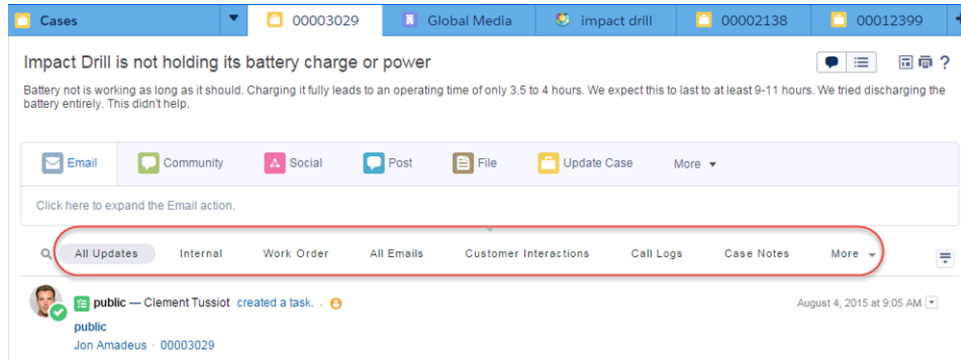 Cases 00003029 Global Media impact drill 00002138 00012399
Impact Drill is not holding its battery charge or power
Battery not is working as long as it should. Charging it fully leads to an operating time of only 3.5 to 4 hours. We expect this to last to at least 9-11 hours. We tried discharging the
battery entirely. This didn't help.
Email Community Social Post File Update Case More
Click here to expand the Email action.
All Updates Internal Work Order All Emails Customer Interactions Call Logs Case Notes More
public — Clement Tussiot created a task. August 4, 2015 at 9:05 AM
public
Jon Amadeus · 00003029